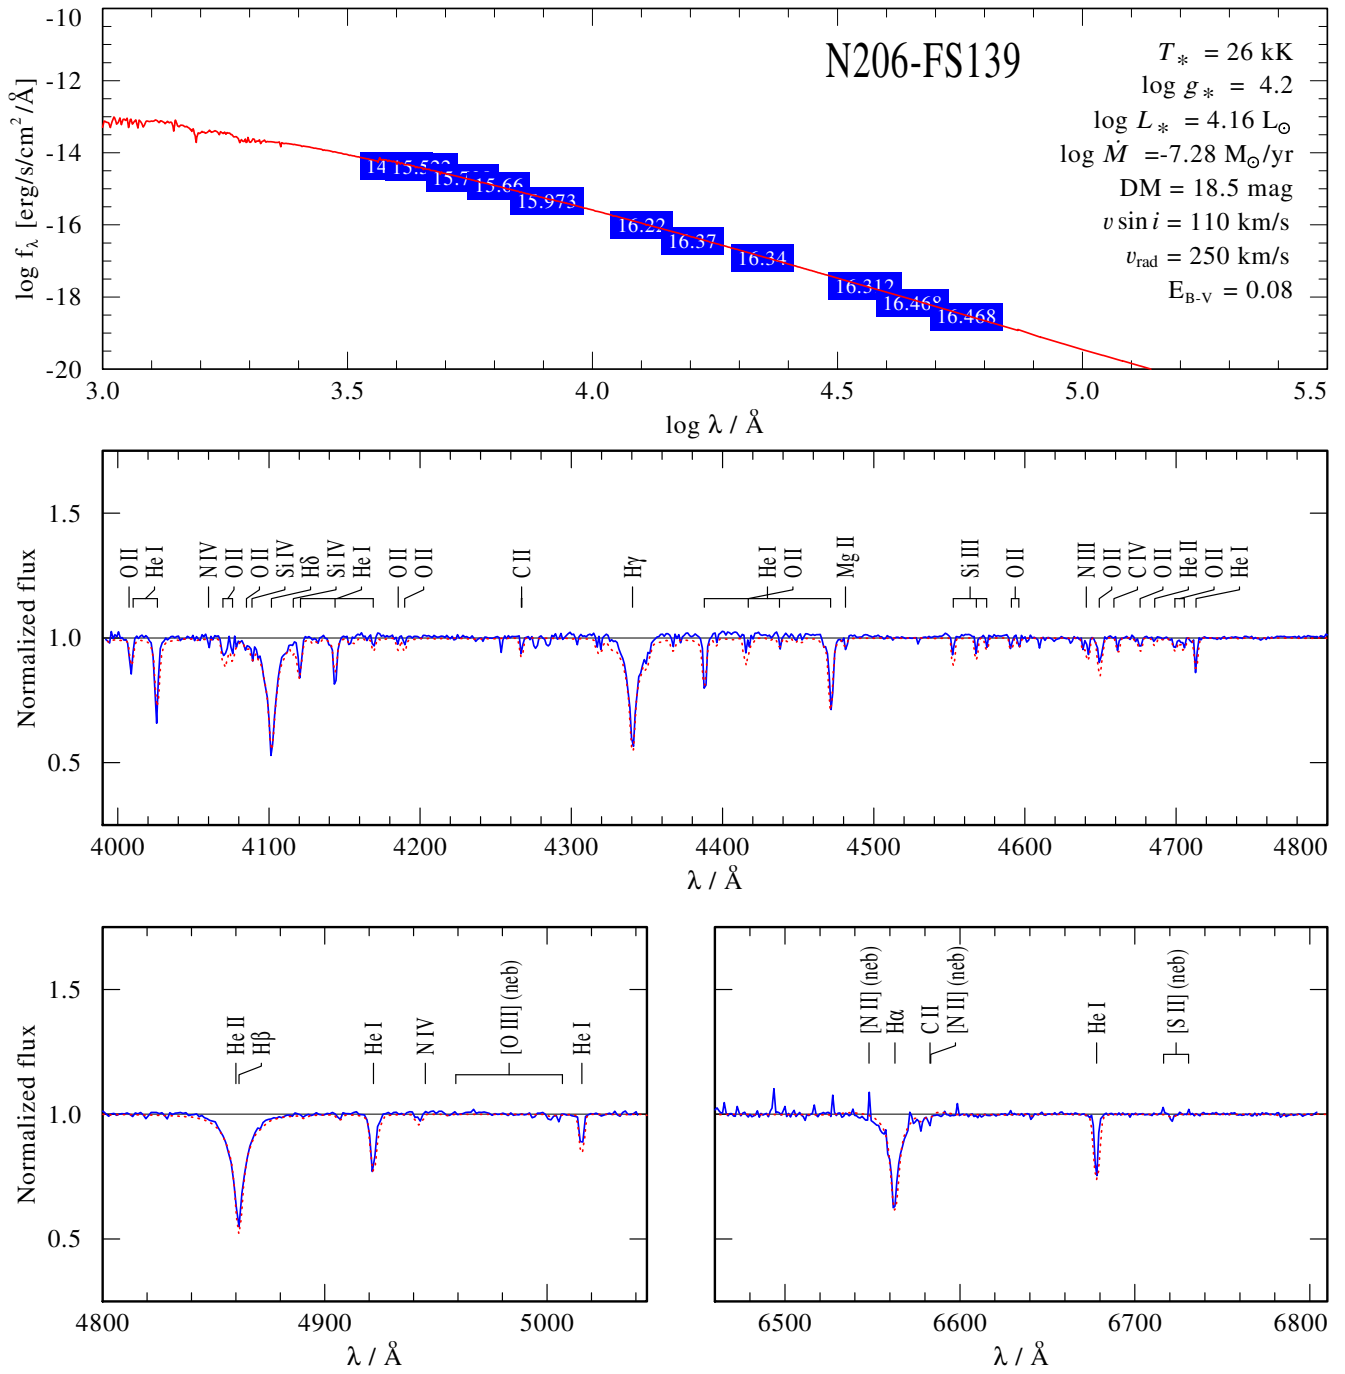 N206-FS139
T* = 26 kK
log g* = 4.2
log L* = 4.16 L⊙
log Ṁ =-7.28 M⊙/yr
DM = 18.5 mag
v sin i = 110 km/s
vrad = 250 km/s
EB-V = 0.08
log fλ [erg/s/cm²/Å]
-10
-12
-14
-16
-18
-20
15.66
15.973
16.22
16.37
16.34
16.312
16.468
16.468
3.0 3.5 4.0 4.5 5.0 5.5
log λ / Å
Normalized flux
1.5
1.0
0.5
O II He I N IV O II O II Si IV Hδ Si IV He I O II O II C II Hγ He I O II Mg II Si III O II N III O II C IV O II He II O II He I
4000 4100 4200 4300 4400 4500 4600 4700 4800
λ / Å
Normalized flux
1.5
1.0
0.5
He II Hβ He I N IV [O III] (neb) He I
4800 4900 5000
λ / Å
[N II] (neb) Hα C II [N II] (neb) He I [S II] (neb)
6500 6600 6700 6800
λ / Å